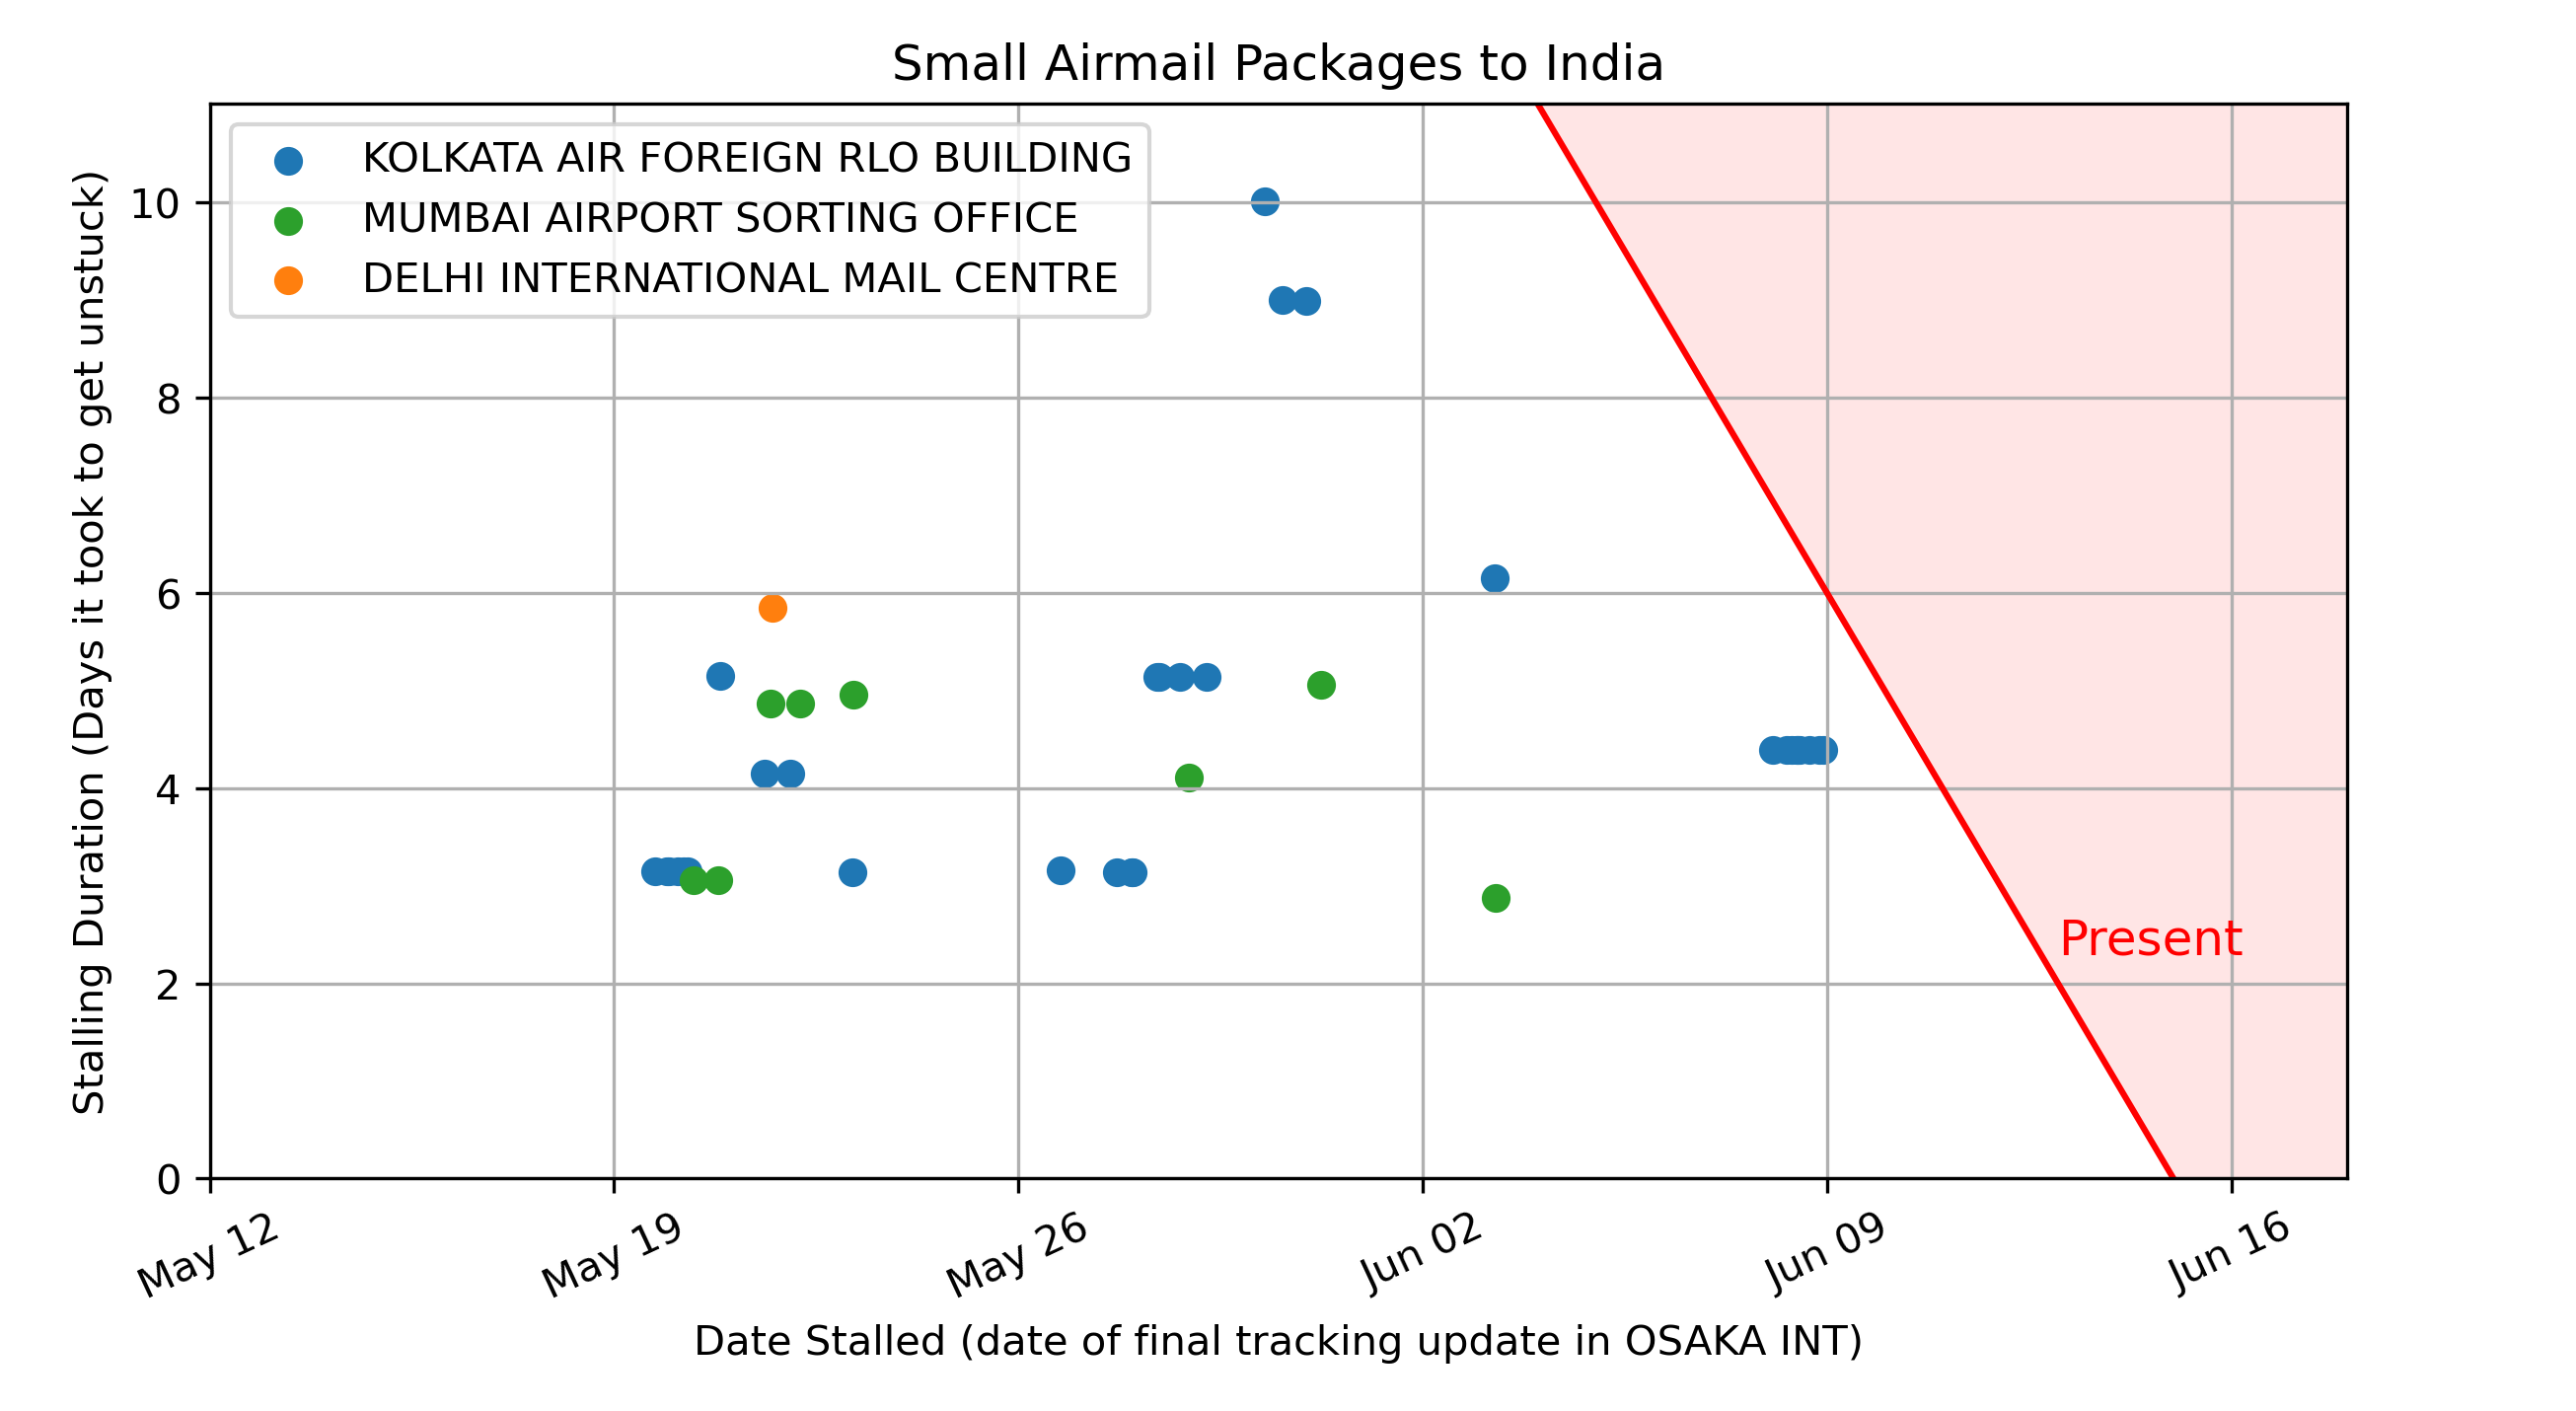 Small Airmail Packages to India
KOLKATA AIR FOREIGN RLO BUILDING
MUMBAI AIRPORT SORTING OFFICE
DELHI INTERNATIONAL MAIL CENTRE
Stalling Duration (Days it took to get unstuck)
10
8
6
4
2
0
Present
May 12
May 19
May 26
Jun 02
Jun 09
Jun 16
Date Stalled (date of final tracking update in OSAKA INT)